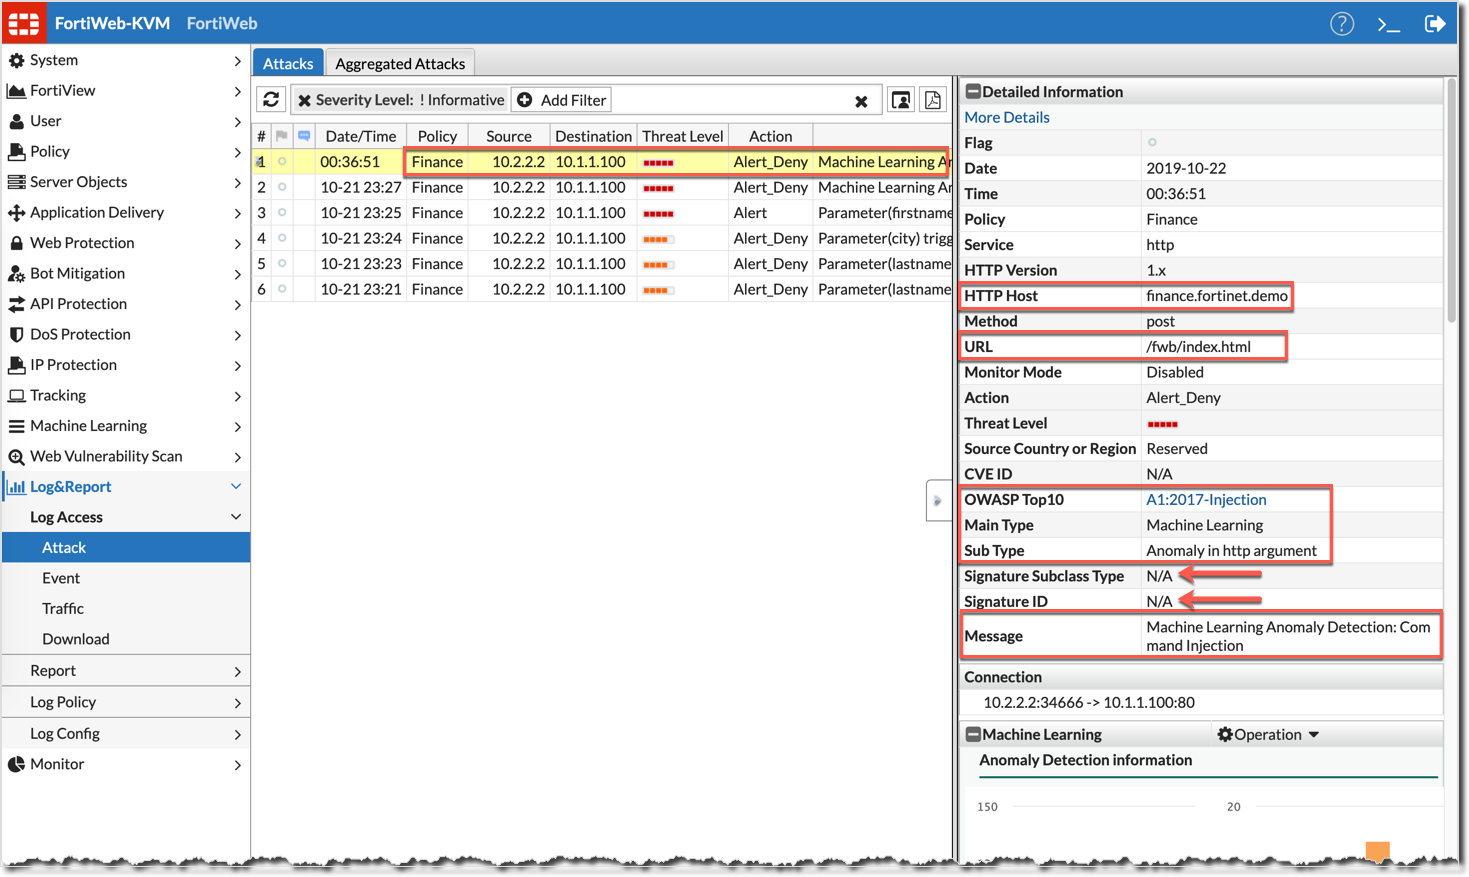 FortiWeb-KVM FortiWeb
System
FortiView
User
Policy
Server Objects
Application Delivery
Web Protection
Bot Mitigation
API Protection
DoS Protection
IP Protection
Tracking
Machine Learning
Web Vulnerability Scan
Log&Report
Log Access
Attack
Event
Traffic
Download
Report
Log Policy
Log Config
Monitor
Attacks Aggregated Attacks
Severity Level: ! Informative Add Filter
# Date/Time Policy Source Destination Threat Level Action
1 00:36:51 Finance 10.2.2.2 10.1.1.100 Alert_Deny Machine Learning Ar
2 10-21 23:27 Finance 10.2.2.2 10.1.1.100 Alert_Deny Machine Learning Ar
3 10-21 23:25 Finance 10.2.2.2 10.1.1.100 Alert Parameter(firstname
4 10-21 23:24 Finance 10.2.2.2 10.1.1.100 Alert_Deny Parameter(city) trigg
5 10-21 23:23 Finance 10.2.2.2 10.1.1.100 Alert_Deny Parameter(lastname
6 10-21 23:21 Finance 10.2.2.2 10.1.1.100 Alert_Deny Parameter(lastname
Detailed Information
More Details
Flag
Date 2019-10-22
Time 00:36:51
Policy Finance
Service http
HTTP Version 1.x
HTTP Host finance.fortinet.demo
Method post
URL /fwb/index.html
Monitor Mode Disabled
Action Alert_Deny
Threat Level
Source Country or Region Reserved
CVE ID N/A
OWASP Top10 A1:2017-Injection
Main Type Machine Learning
Sub Type Anomaly in http argument
Signature Subclass Type N/A
Signature ID N/A
Message Machine Learning Anomaly Detection: Com
mand Injection
Connection
10.2.2.2:34666 -> 10.1.1.100:80
Machine Learning Operation
Anomaly Detection information
150 20